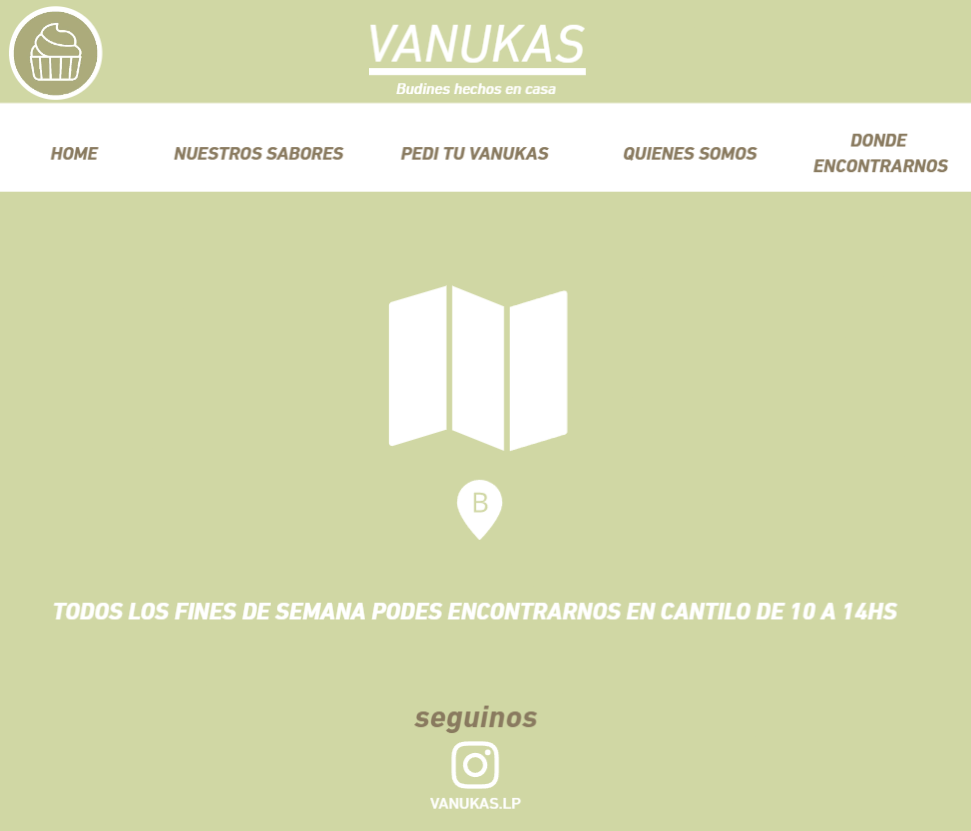 VANUKAS
Budines hechos en casa
HOME
NUESTROS SABORES
PEDI TU VANUKAS
QUIENES SOMOS
DONDE
ENCONTRARNOS
B
TODOS LOS FINES DE SEMANA PODES ENCONTRARNOS EN CANTILO DE 10 A 14HS
seguinos
VANUKAS.LP